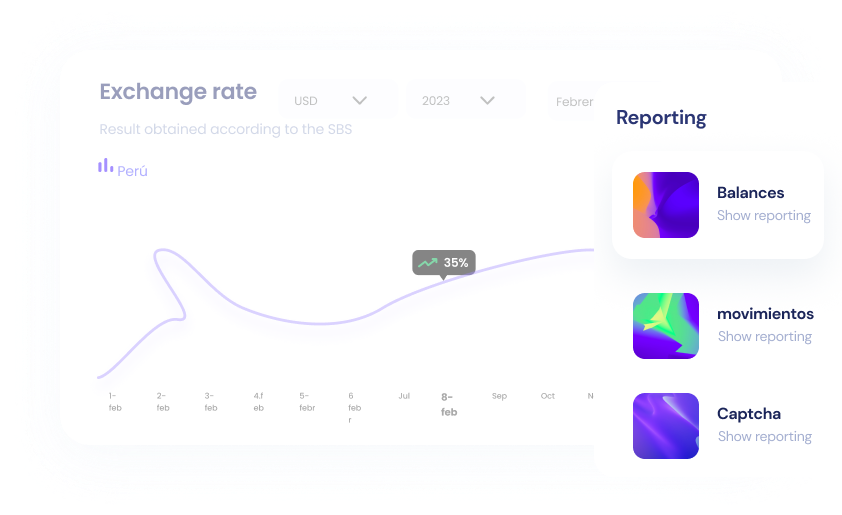 Exchange rate
USD
2023
Febrer
Result obtained according to the SBS
Perú
35%
1-
feb
2-
feb
3-
feb
4.f
eb
5-
febr
6
feb
r
Jul
8-
feb
Sep
Oct
N
Reporting
Balances
Show reporting
movimientos
Show reporting
Captcha
Show reporting